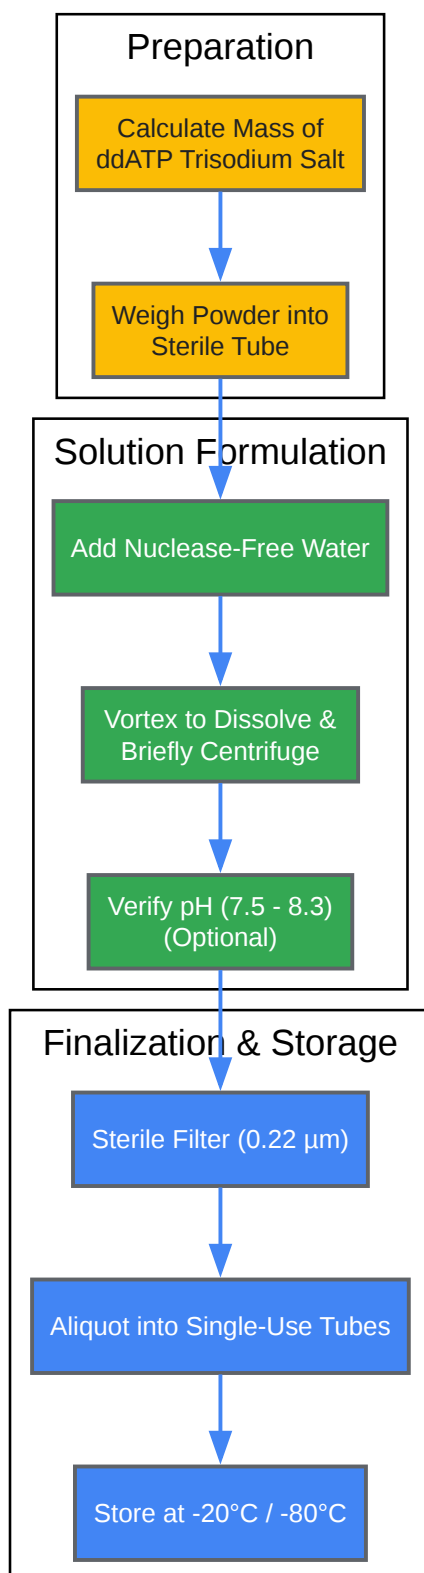 Preparation
Calculate Mass of
ddATP Trisodium Salt
Weigh Powder into
Sterile Tube
Solution Formulation
Add Nuclease-Free Water
Vortex to Dissolve &
Briefly Centrifuge
Verify pH (7.5 - 8.3)
(Optional)
Finalization & Storage
Sterile Filter (0.22 µm)
Aliquot into Single-Use Tubes
Store at -20°C / -80°C